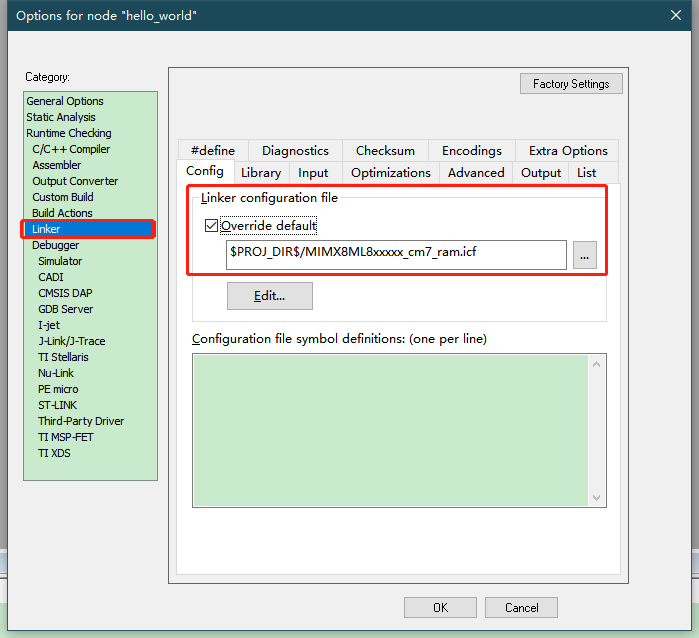 Options for node "hello_world"
Category:
General Options
Static Analysis
Runtime Checking
C/C++ Compiler
Assembler
Output Converter
Custom Build
Build Actions
Linker
Debugger
Simulator
CADI
CMSIS DAP
GDB Server
I-jet
J-Link/J-Trace
TI Stellaris
Nu-Link
PE micro
ST-LINK
Third-Party Driver
TI MSP-FET
TI XDS
Factory Settings
#define Diagnostics Checksum Encodings Extra Options
Config Library Input Optimizations Advanced Output List
Linker configuration file
Override default
$PROJ_DIR$/MIMX8ML8xxxxx_cm7_ram.icf
...
Edit...
Configuration file symbol definitions: (one per line)
OK Cancel